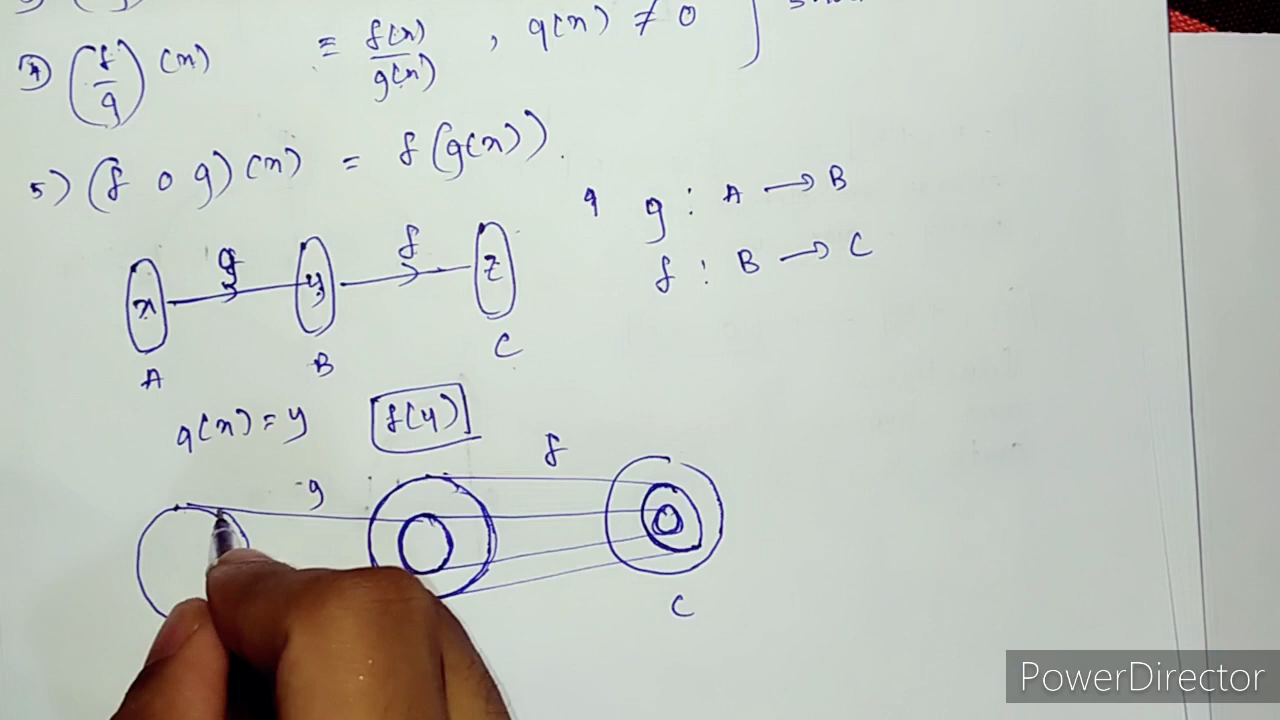 4) (f/g) (x) = f(x)/g(x) , g(x) ≠ 0 }
5) (f o g) (x) = f(g(x)).
g : A → B
f : B → C
g f
x y z
A B C
g(x) = y f(y)
g f
C
PowerDirector